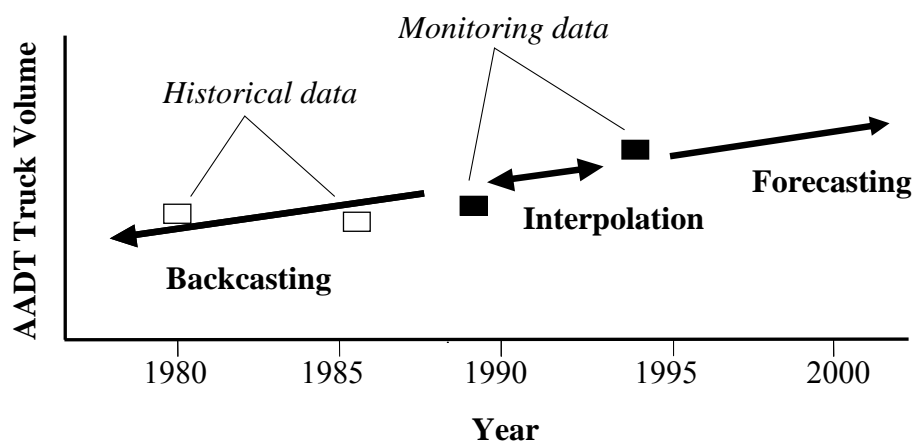 Monitoring data
Historical data
AADT Truck Volume
Forecasting
Interpolation
Backcasting
1980 1985 1990 1995 2000
Year